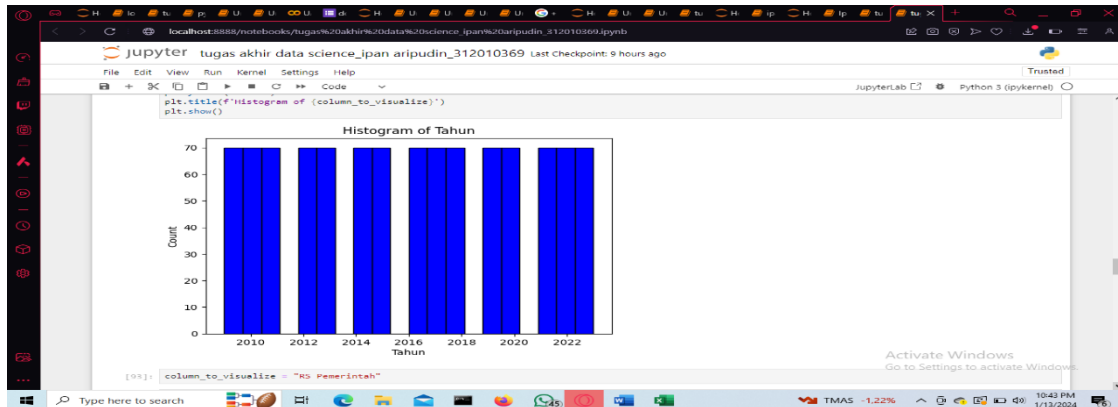 localhost:8888/notebooks/tugas%20akhir%20data%20science_ipan%20aripudin_312010369.ipynb
jupyter tugas akhir data science_ipan aripudin_312010369 Last Checkpoint: 9 hours ago
File Edit View Run Kernel Settings Help Trusted
Code JupyterLab Python 3 (ipykernel)
plt.title(f'Histogram of {column_to_visualize}')
plt.show()
Histogram of Tahun
70
60
50
40
30
20
10
0
Count
2010 2012 2014 2016 2018 2020 2022
Tahun
Activate Windows
Go to Settings to activate Windows.
[93]: column_to_visualize = "RS Pemerintah"
Type here to search
45
TMAS -1,22%
10:43 PM
1/13/2024